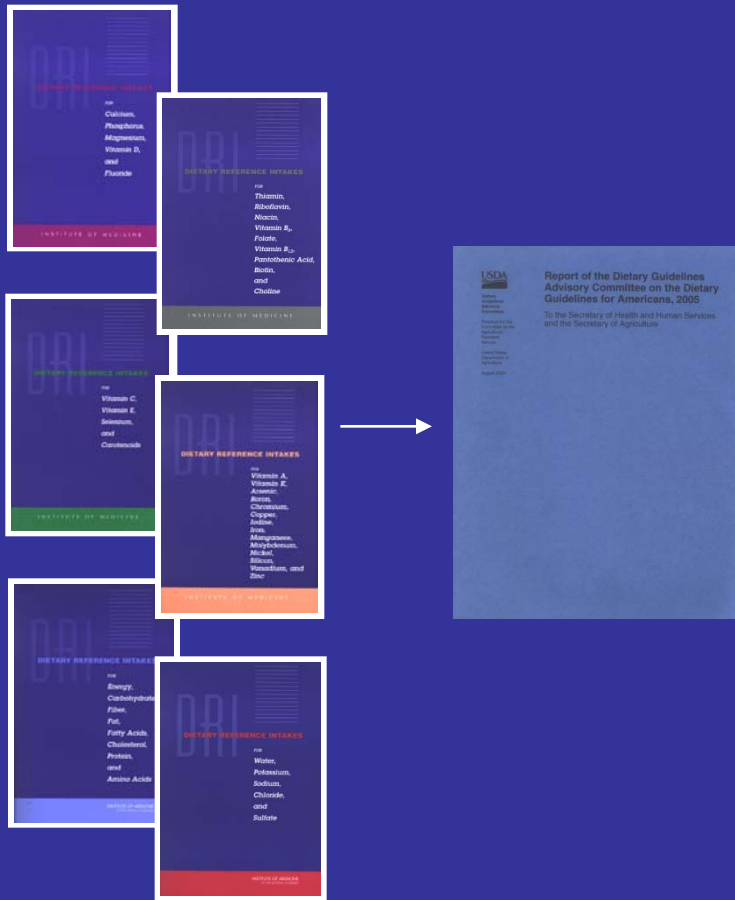 DIETARY REFERENCE INTAKES
FOR
Calcium,
Phosphorus,
Magnesium,
Vitamin D,
and
Fluoride
INSTITUTE OF MEDICINE
DRI
DIETARY REFERENCE INTAKES
FOR
Thiamin,
Riboflavin,
Niacin,
Vitamin B6,
Folate,
Vitamin B12,
Pantothenic Acid,
Biotin,
and
Choline
INSTITUTE OF MEDICINE
DIETARY REFERENCE INTAKES
FOR
Vitamin C,
Vitamin E,
Selenium,
and
Carotenoids
INSTITUTE OF MEDICINE
DRI
DIETARY REFERENCE INTAKES
FOR
Vitamin A,
Vitamin K,
Arsenic,
Boron,
Chromium,
Copper,
Iodine,
Iron,
Manganese,
Molybdenum,
Nickel,
Silicon,
Vanadium, and
Zinc
INSTITUTE OF MEDICINE
DRI
DIETARY REFERENCE INTAKES
FOR
Energy,
Carbohydrate
Fiber,
Fat,
Fatty Acids,
Cholesterol,
Protein,
and
Amino Acids
INSTITUTE OF MEDICINE
DRI
DIETARY REFERENCE INTAKES
FOR
Water,
Potassium,
Sodium,
Chloride,
and
Sulfate
INSTITUTE OF MEDICINE
USDA
Report of the Dietary Guidelines
Advisory Committee on the Dietary
Guidelines for Americans, 2005
To the Secretary of Health and Human Services
and the Secretary of Agriculture